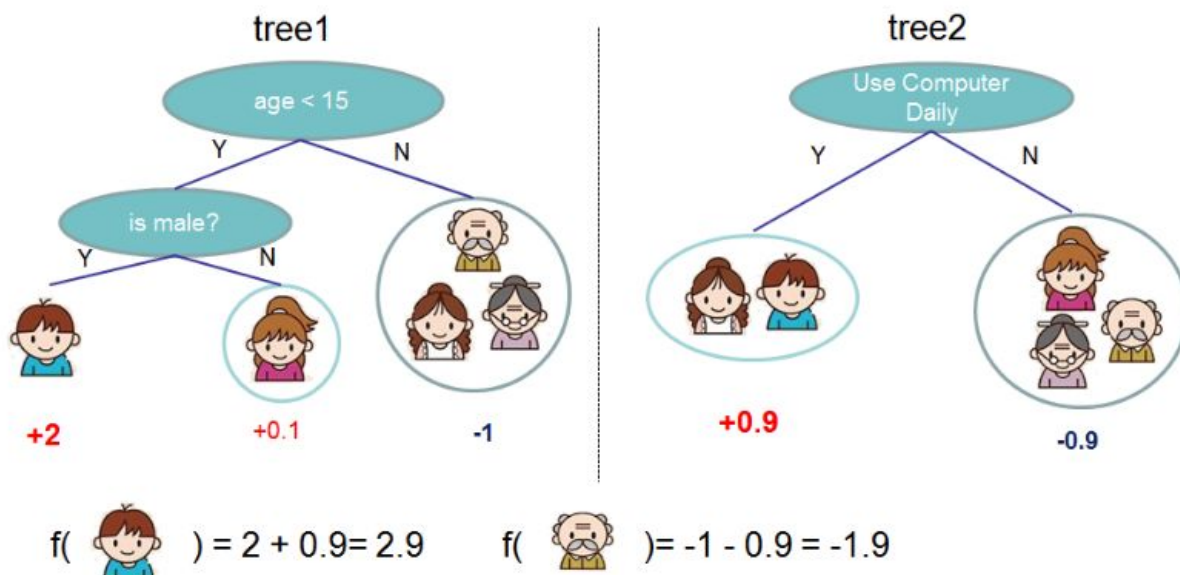 tree1
age < 15
Y
N
is male?
Y
N
+2
+0.1
-1
tree2
Use Computer
Daily
Y
N
+0.9
-0.9
f( ) = 2 + 0.9= 2.9
f( )= -1 - 0.9 = -1.9